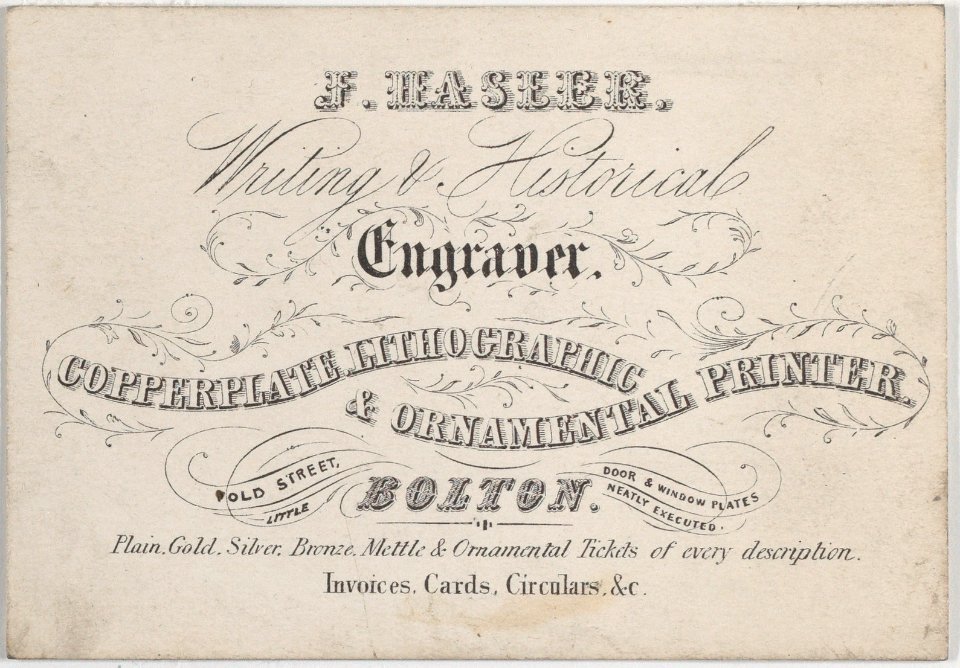 F. HASLER.
Writing & Historical
Engraver.
COPPERPLATE LITHOGRAPHIC
& ORNAMENTAL PRINTER.
OLD STREET,
LITTLE
BOLTON.
DOOR & WINDOW PLATES
NEATLY EXECUTED.
Plain, Gold, Silver, Bronze, Mettle & Ornamental Tickets of every description.
Invoices, Cards, Circulars, &c.